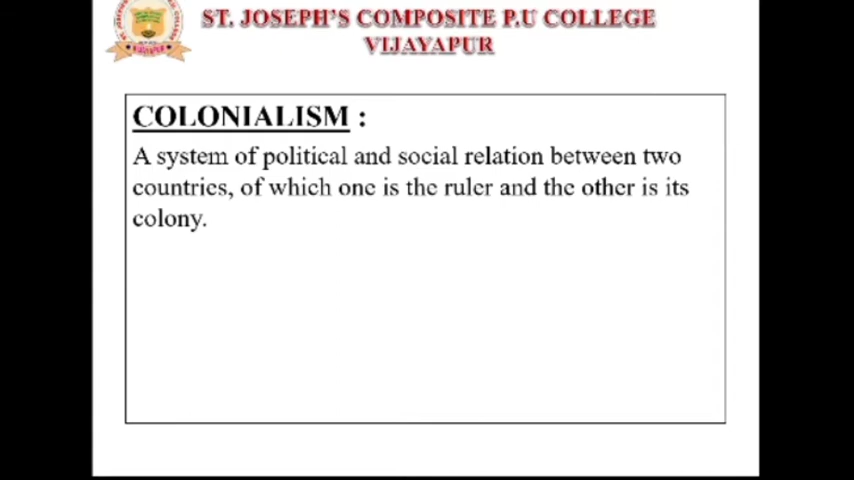 ST. JOSEPH'S COMPOSITE P.U COLLEGE
VIJAYAPUR
COLONIALISM :
A system of political and social relation between two
countries, of which one is the ruler and the other is its
colony.